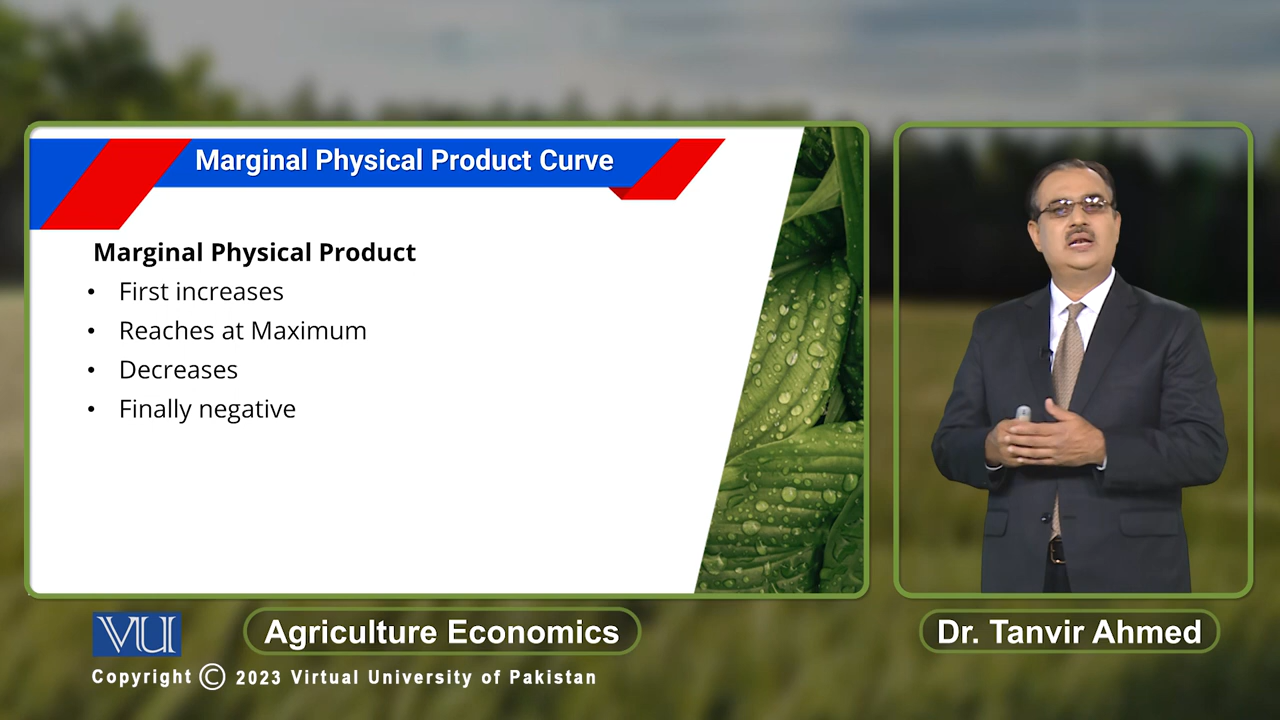 Marginal Physical Product Curve
Marginal Physical Product
• First increases
• Reaches at Maximum
• Decreases
• Finally negative
VU
Agriculture Economics
Dr. Tanvir Ahmed
Copyright © 2023 Virtual University of Pakistan